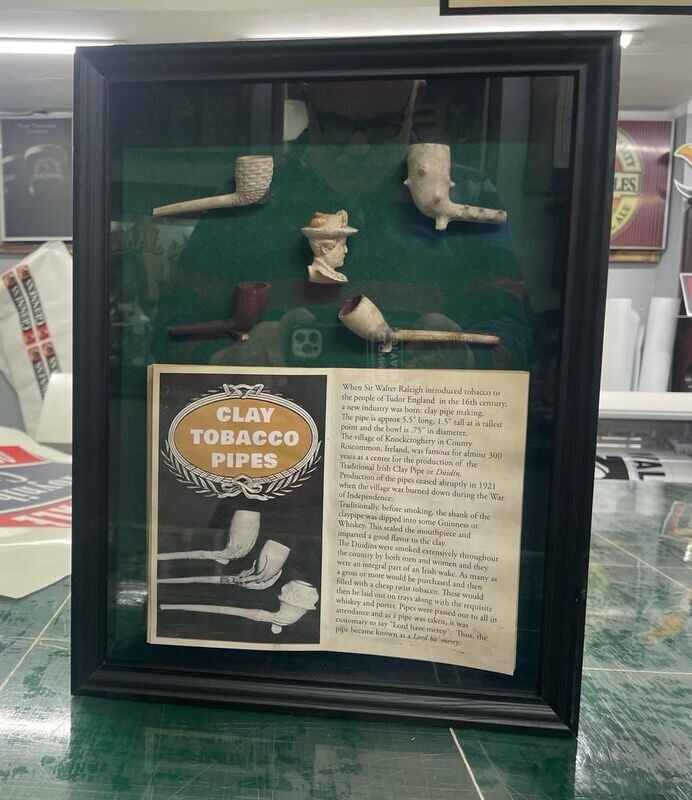 CLAY
TOBACCO
PIPES
When Sir Walter Raleigh introduced tobacco to
the people of Tudor England in the 16th century,
a new industry was born: clay pipe making.
The pipe is approx 5.5" long, 1.5" tall at is tallest
point and the bowl is .75" in diameter.
The village of Knockcroghery in County
Roscommon, Ireland, was famous for almost 300
years as a center for the production of the
Traditional Irish Clay Pipe or Dúidín.
Production of the pipes ceased abruptly in 1921
when the village was burned down during the War
of Independence.
Traditionally, before smoking, the shank of the
claypipe was dipped into some Guinness or
Whiskey. This sealed the mouthpiece and
imparted a good flavor to the clay.
The Dúidíns were smoked extensively throughout
the country by both men and women and they
were an integral part of an Irish wake. As many as
a gross or more would be purchased and then
filled with a cheap twist tobacco. These would
then be laid out on trays along with the requisite
whiskey and porter. Pipes were passed out to all in
attendance and as a pipe was taken, it was
customary to say "Lord have mercy". Thus, the
pipe became known as a Lord ha' mercy.
GUINNESS
GUINNESS
LES
ALE